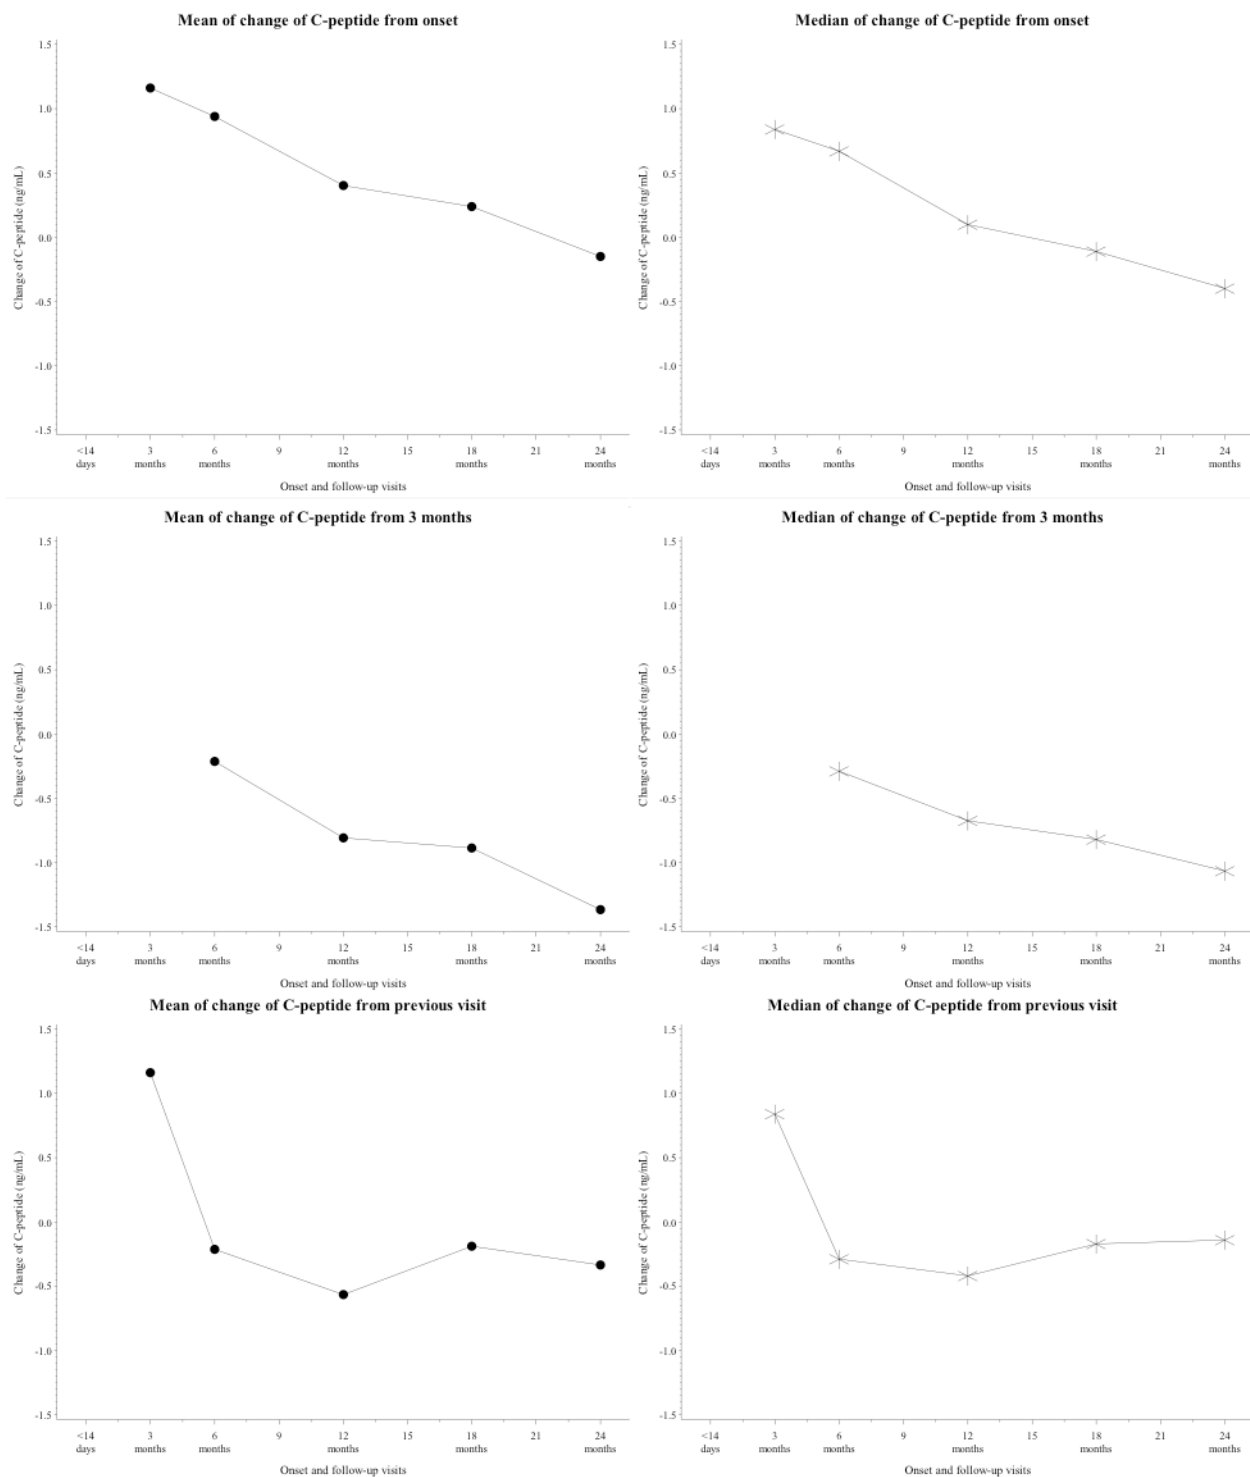 Mean of change of C-peptide from onset
1.5
1.0
0.5
0.0
-0.5
-1.0
-1.5
Change of C-peptide (ng/mL)
<14 3 6 9 12 15 18 21 24
days months months months months months
Onset and follow-up visits
Median of change of C-peptide from onset
1.5
1.0
0.5
0.0
-0.5
-1.0
-1.5
Change of C-peptide (ng/mL)
<14 3 6 9 12 15 18 21 24
days months months months months months
Onset and follow-up visits
Mean of change of C-peptide from 3 months
1.5
1.0
0.5
0.0
-0.5
-1.0
-1.5
Change of C-peptide (ng/mL)
<14 3 6 9 12 15 18 21 24
days months months months months months
Onset and follow-up visits
Median of change of C-peptide from 3 months
1.5
1.0
0.5
0.0
-0.5
-1.0
-1.5
Change of C-peptide (ng/mL)
<14 3 6 9 12 15 18 21 24
days months months months months months
Onset and follow-up visits
Mean of change of C-peptide from previous visit
1.5
1.0
0.5
0.0
-0.5
-1.0
-1.5
Change of C-peptide (ng/mL)
<14 3 6 9 12 15 18 21 24
days months months months months months
Onset and follow-up visits
Median of change of C-peptide from previous visit
1.5
1.0
0.5
0.0
-0.5
-1.0
-1.5
Change of C-peptide (ng/mL)
<14 3 6 9 12 15 18 21 24
days months months months months months
Onset and follow-up visits